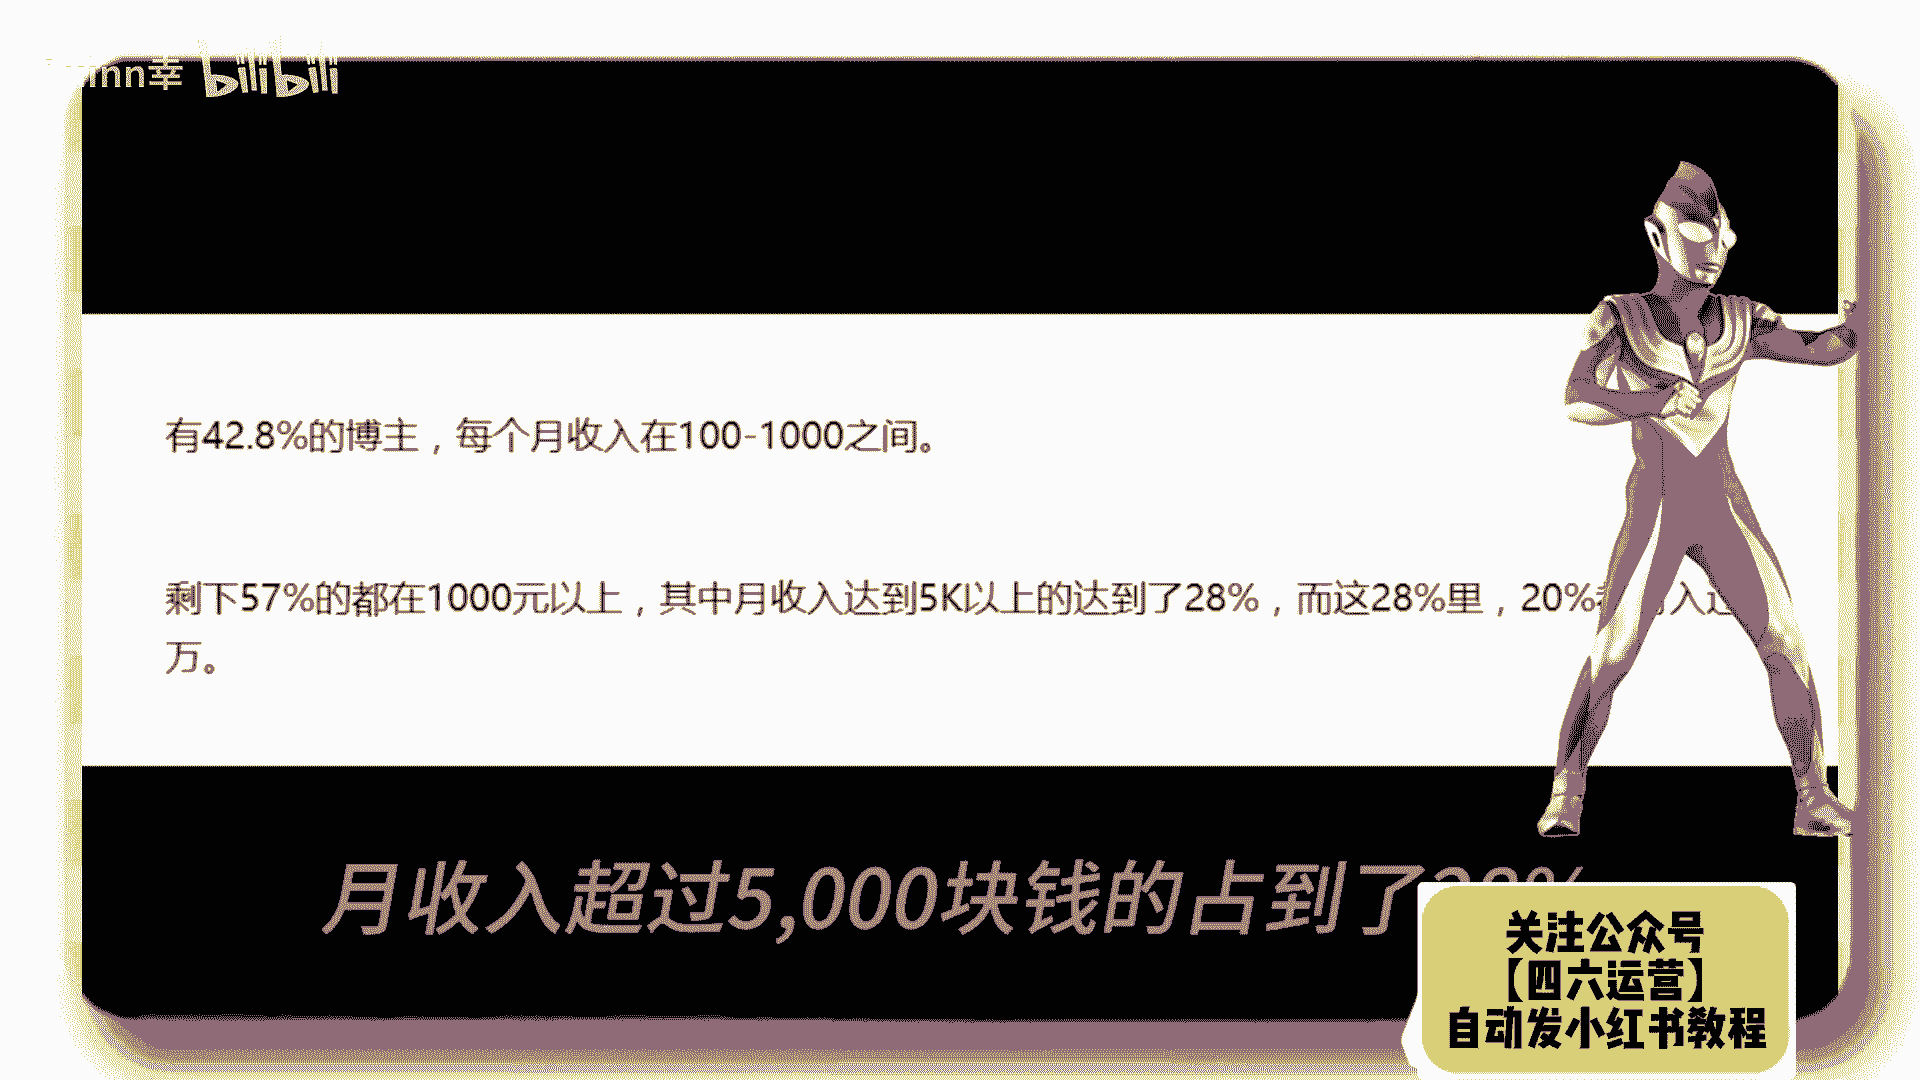 幸 bilibili
有42.8%的博主，每个月收入在100-1000之间。
剩下57%的都在1000元以上，其中月收入达到5K以上的达到了28%，而这28%里，20%
万。
月收入超过5,000块钱的占到了28%
关注公众号
【四六运营】
自动发小红书教程